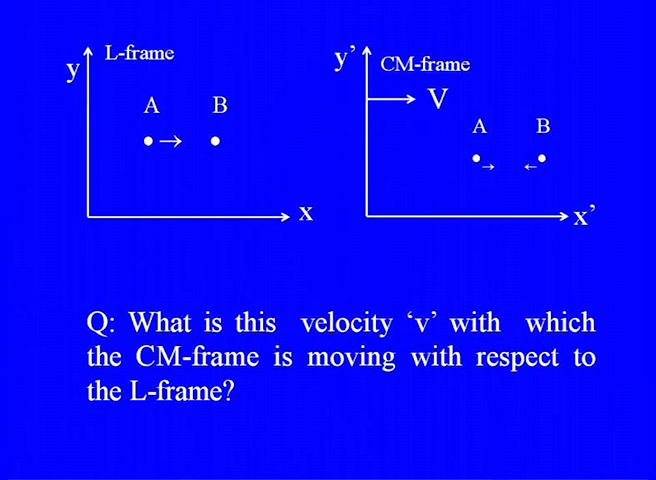 L-frame
y
A B
x
y’
CM-frame
V
A B
x’
Q: What is this velocity ‘v’ with which
the CM-frame is moving with respect to
the L-frame?